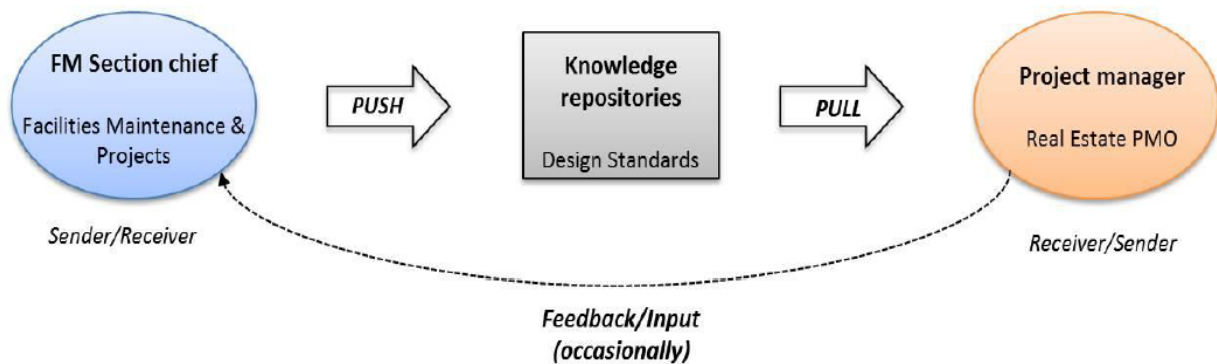 FM Section chief
Facilities Maintenance &
Projects
Sender/Receiver
PUSH
Knowledge
repositories
Design Standards
PULL
Project manager
Real Estate PMO
Receiver/Sender
Feedback/Input
(occasionally)